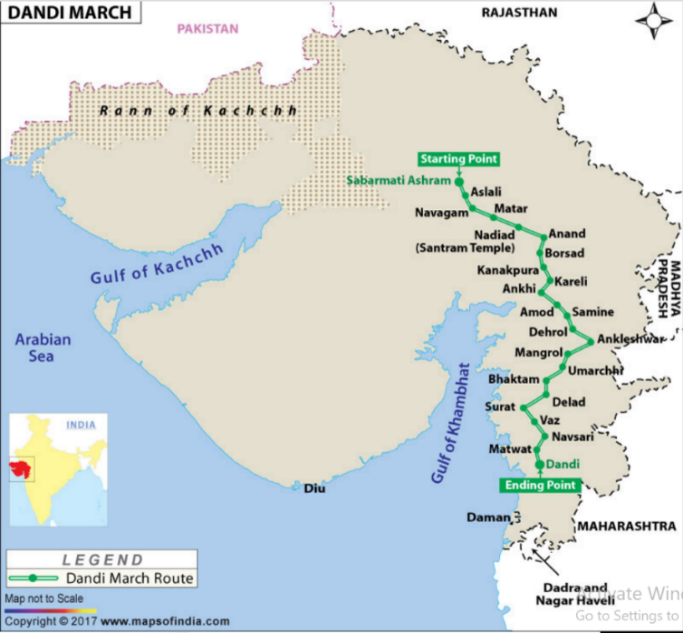 DANDI MARCH
PAKISTAN
RAJASTHAN
Rann of Kachchh
Starting Point
Sabarmati Ashram
Aslali
Navagam
Matar
Nadiad
(Santram Temple)
Anand
Borsad
Kanakpura
Kareli
Ankhi
Amod
Samine
Dehrol
Ankleshwar
Mangrol
Umarchhi
Bhaktam
Delad
Surat
Vaz
Navsari
Matwat
Dandi
Ending Point
Gulf of Kachchh
Arabian
Sea
Gulf of Khambhat
MADHYA
PRADESH
INDIA
Diu
Daman
MAHARASHTRA
Dadra and
Nagar Haveli
LEGEND
Dandi March Route
Map not to Scale
Copyright © 2017 www.mapsofindia.com
Go to Settings to